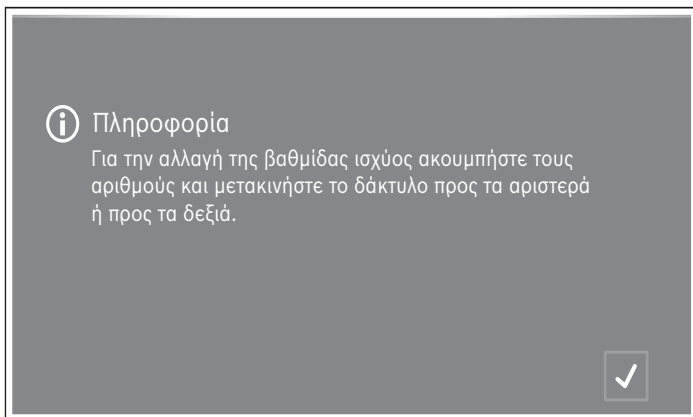 Πληροφορία
Για την αλλαγή της βαθμίδας ισχύος ακουμπήστε τους
αριθμούς και μετακινήστε το δάκτυλο προς τα αριστερά
ή προς τα δεξιά.